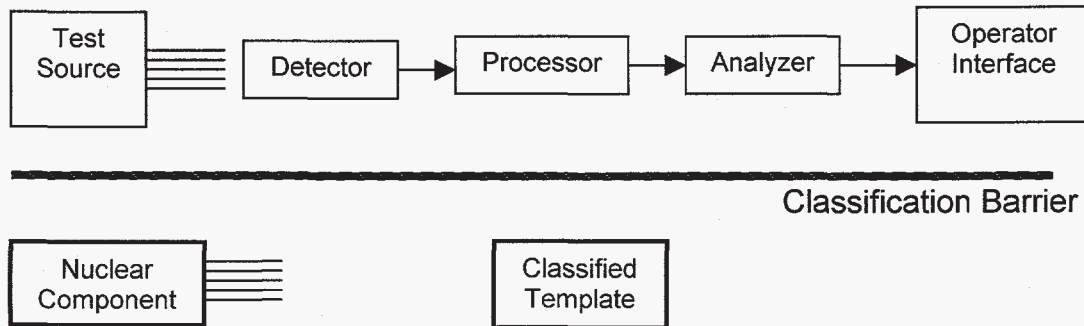 Test
Source
Detector
Processor
Analyzer
Operator
Interface
Classification Barrier
Nuclear
Component
Classified
Template